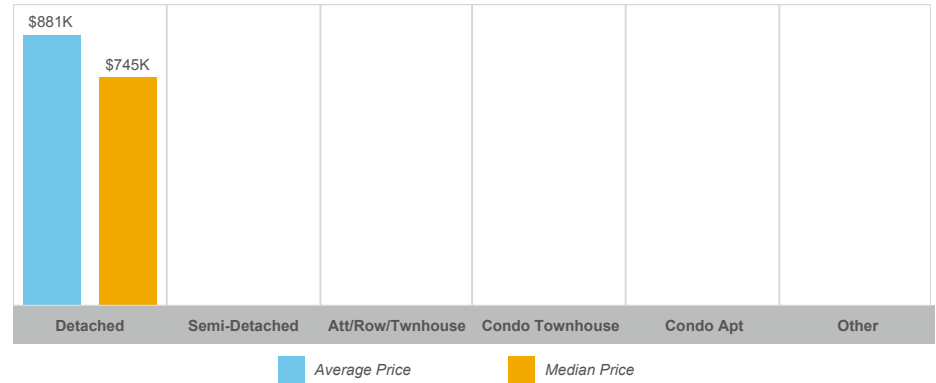 $881K
$745K
Detached
Semi-Detached
Att/Row/Twnhouse
Condo Townhouse
Condo Apt
Other
Average Price
Median Price